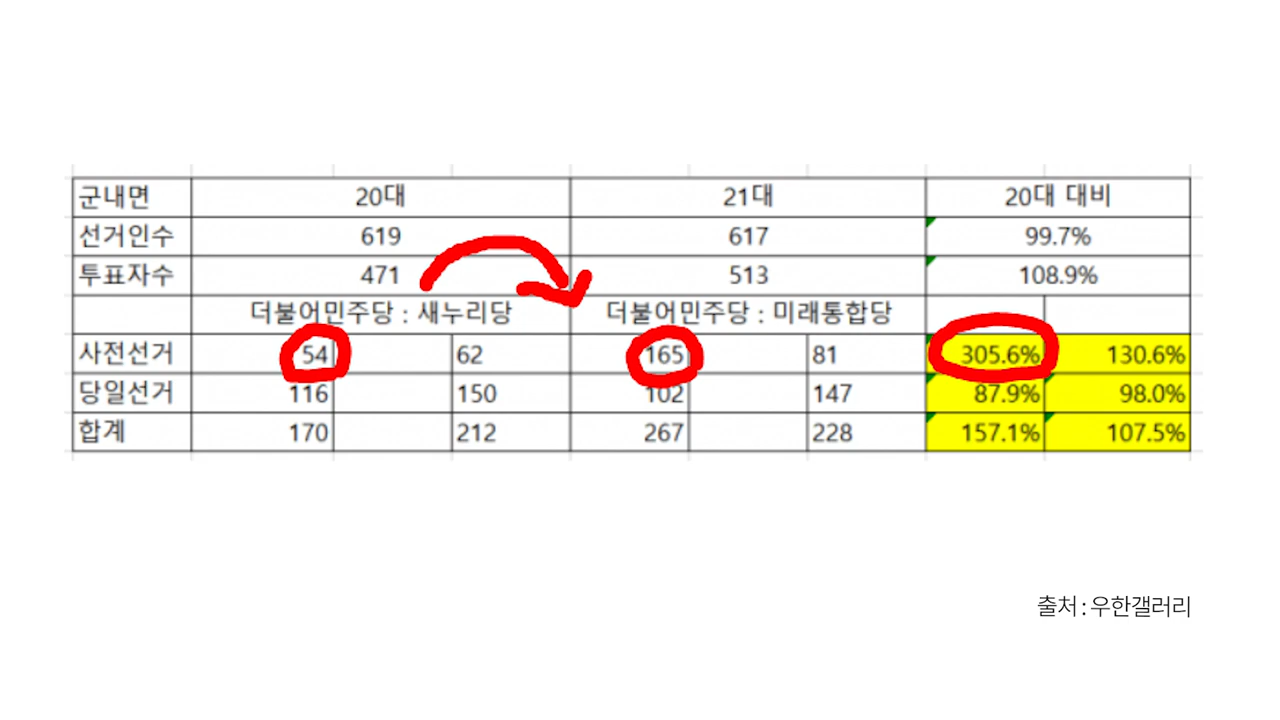 군내면 20대 21대 20대 대비
선거인수 619 617 99.7%
투표자수 471 513 108.9%
더불어민주당 : 새누리당 더불어민주당 : 미래통합당
사전선거 54 62 165 81 305.6% 130.6%
당일선거 116 150 102 147 87.9% 98.0%
합계 170 212 267 228 157.1% 107.5%
출처 : 우한갤러리